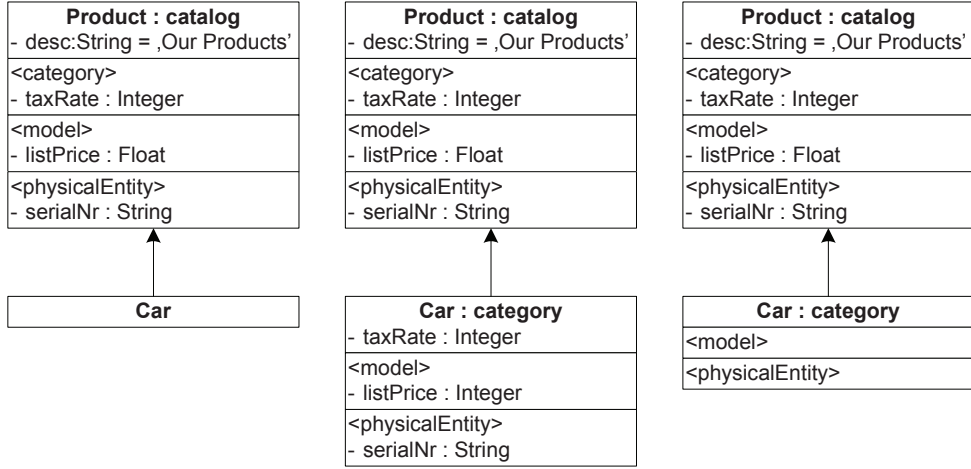 Product : catalog
- desc:String = ‚Our Products’
<category>
- taxRate : Integer
<model>
- listPrice : Float
<physicalEntity>
- serialNr : String
Car
Product : catalog
- desc:String = ‚Our Products’
<category>
- taxRate : Integer
<model>
- listPrice : Float
<physicalEntity>
- serialNr : String
Car : category
- taxRate : Integer
<model>
- listPrice : Integer
<physicalEntity>
- serialNr : String
Product : catalog
- desc:String = ‚Our Products’
<category>
- taxRate : Integer
<model>
- listPrice : Float
<physicalEntity>
- serialNr : String
Car : category
<model>
<physicalEntity>